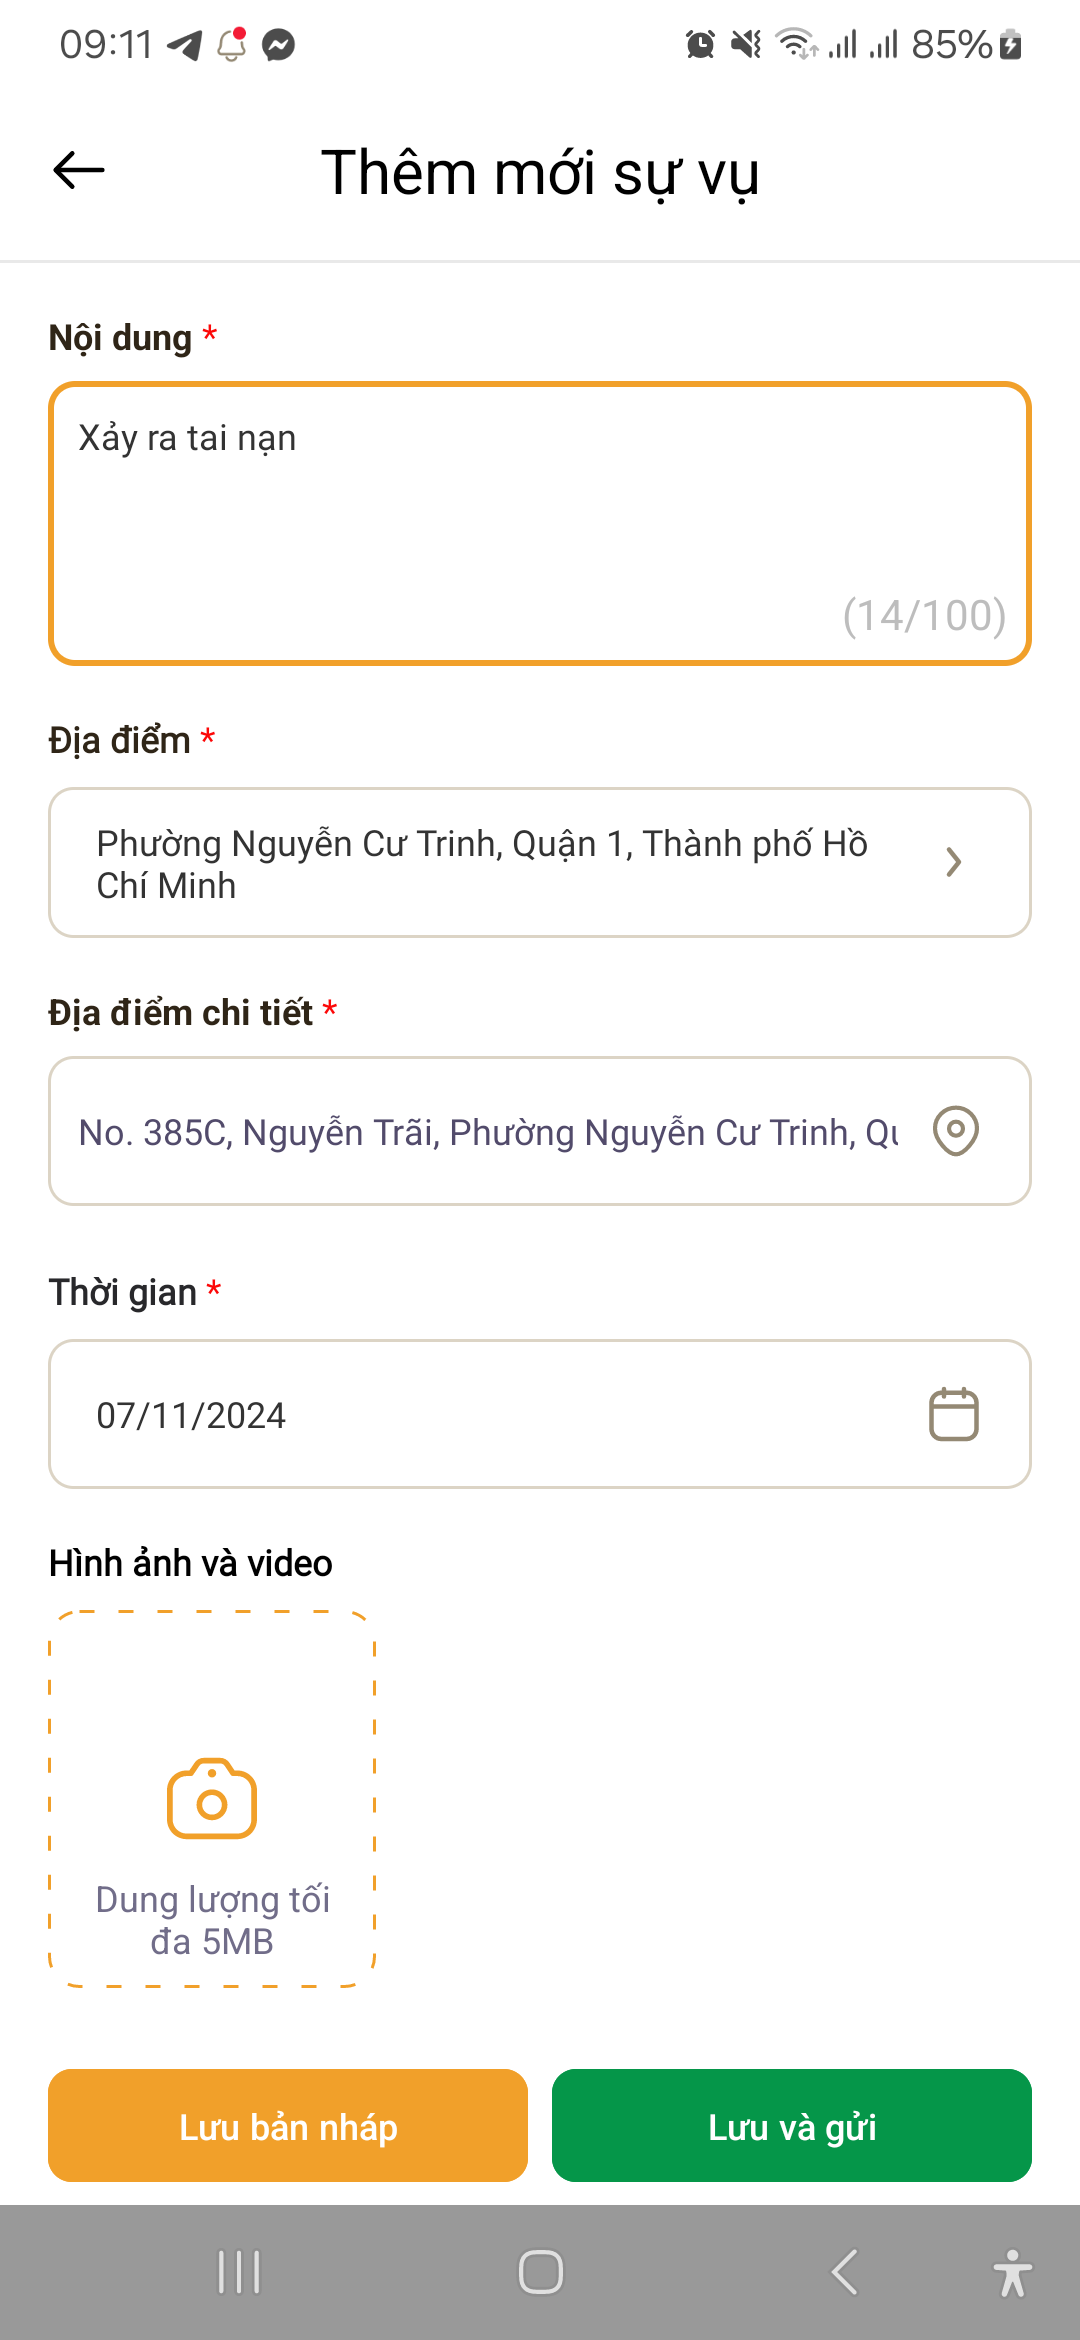 09:11 85%
Thêm mới sự vụ
Nội dung *
Xảy ra tai nạn
(14/100)
Địa điểm *
Phường Nguyễn Cư Trinh, Quận 1, Thành phố Hồ
Chí Minh
Địa điểm chi tiết *
No. 385C, Nguyễn Trãi, Phường Nguyễn Cư Trinh, Qu
Thời gian *
07/11/2024
Hình ảnh và video
Dung lượng tối
đa 5MB
Lưu bản nháp Lưu và gửi